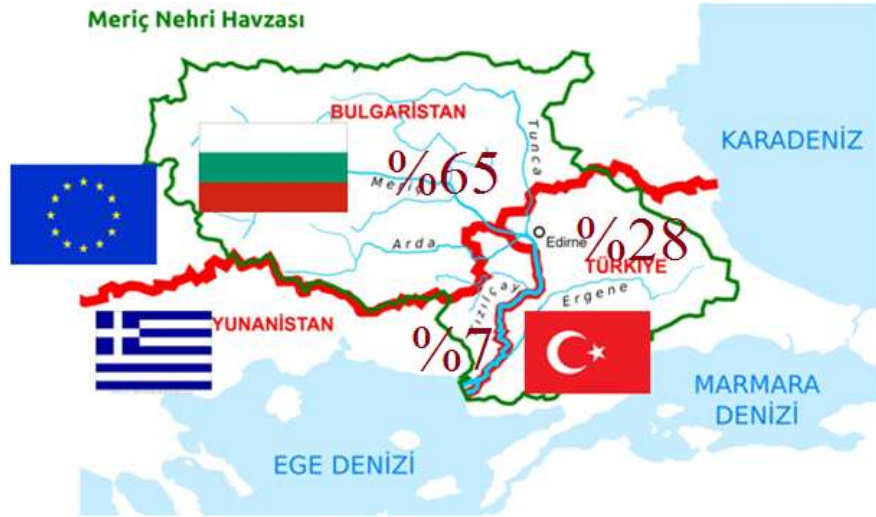 Meriç Nehri Havzası
BULGARİSTAN
KARADENİZ
%65
Tunca
Meriç
Edirne
%28
Arda
TÜRKİYE
Kızılçay
Ergene
YUNANİSTAN
%7
MARMARA
DENİZİ
EGE DENİZİ